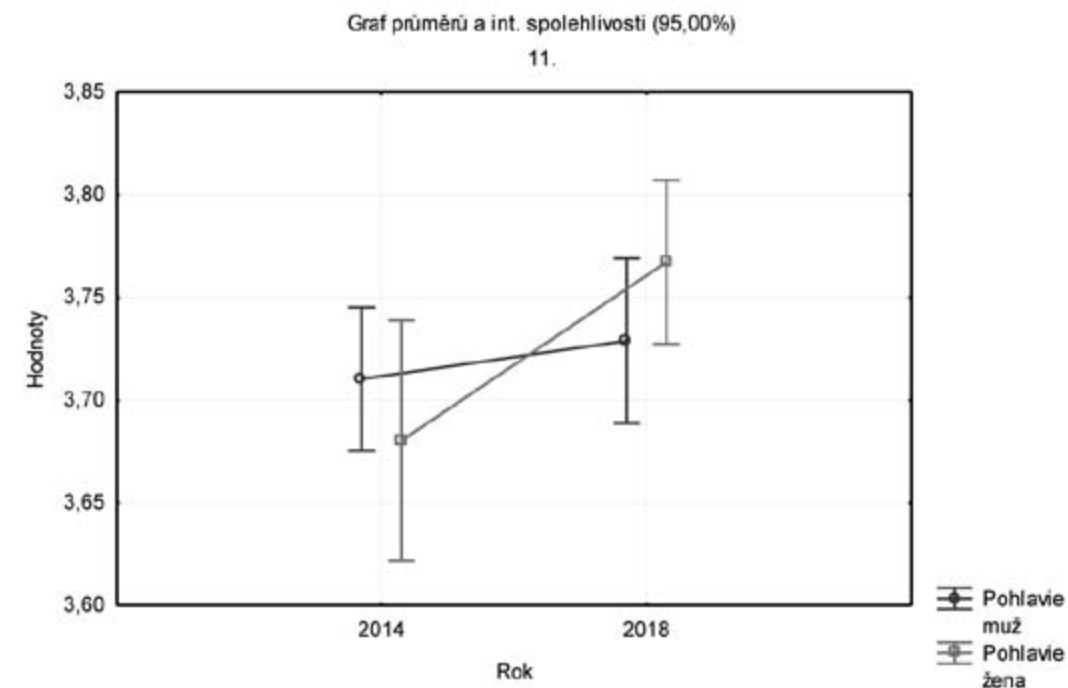 Graf průměrů a int. spolehlivosti (95,00%)
11.
3,85
3,80
3,75
3,70
3,65
3,60
Hodnoty
2014
2018
Rok
Pohlavie
muž
Pohlavie
žena